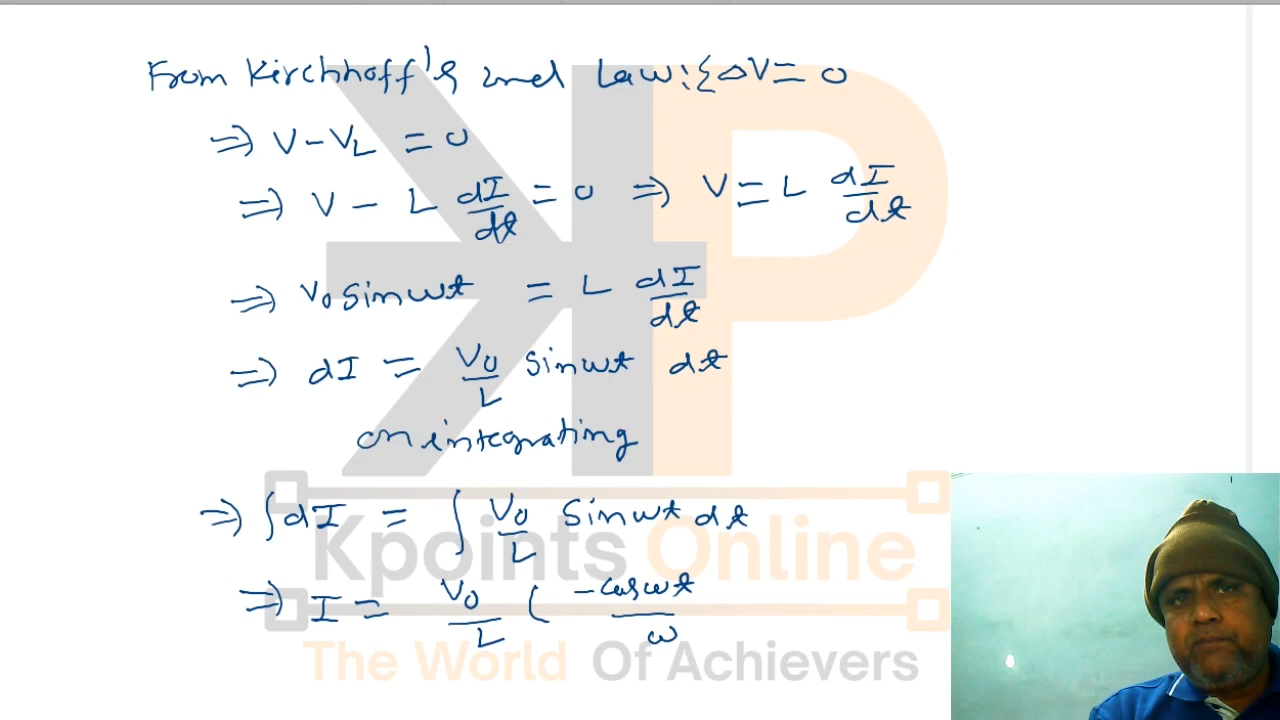 From Kirchhoff's 2nd Law: ΣΔV = 0
⇒ V - V_L = 0
⇒ V - L dI/dt = 0 ⇒ V = L dI/dt
⇒ V₀ sinωt = L dI/dt
⇒ dI = V₀/L sinωt dt
on integrating
⇒ ∫dI = ∫ V₀/L sinωt dt
⇒ I = V₀/L ( -cosωt/ω
Kpoints Online
The World Of Achievers